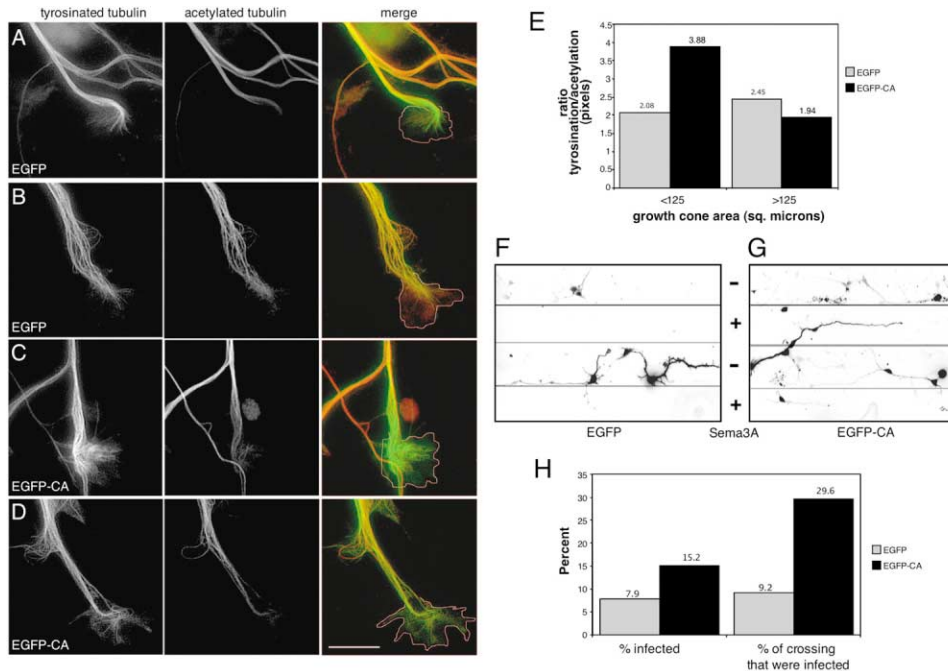 tyrosinated tubulin acetylated tubulin merge
A
EGFP
B
EGFP
C
EGFP-CA
D
EGFP-CA
E
ratio
tyrosination/acetylation
(pixels)
4.5
4
3.5
3
2.5
2
1.5
1
0.5
0
2.08
3.88
2.45
1.94
EGFP
EGFP-CA
<125 >125
growth cone area (sq. microns)
F G
-
+
-
+
EGFP Sema3A EGFP-CA
H
Percent
35
30
25
20
15
10
5
0
7.9
15.2
9.2
29.6
EGFP
EGFP-CA
% infected % of crossing
that were infected